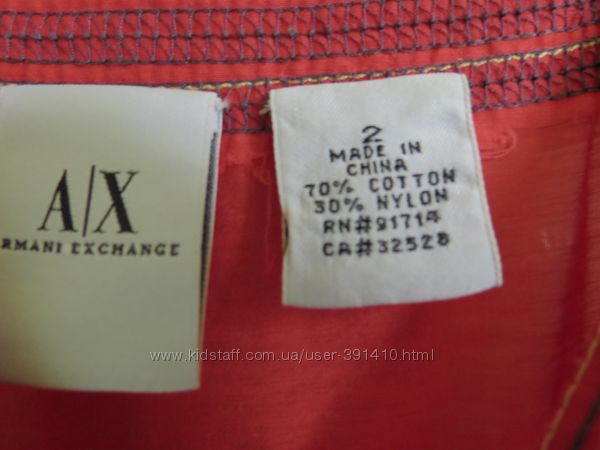 A|X
RMANI EXCHANGE
2
MADE IN
CHINA
70% COTTON
30% NYLON
RN#91714
CA#32528
www.kidstaff.com.ua/user-391410.html